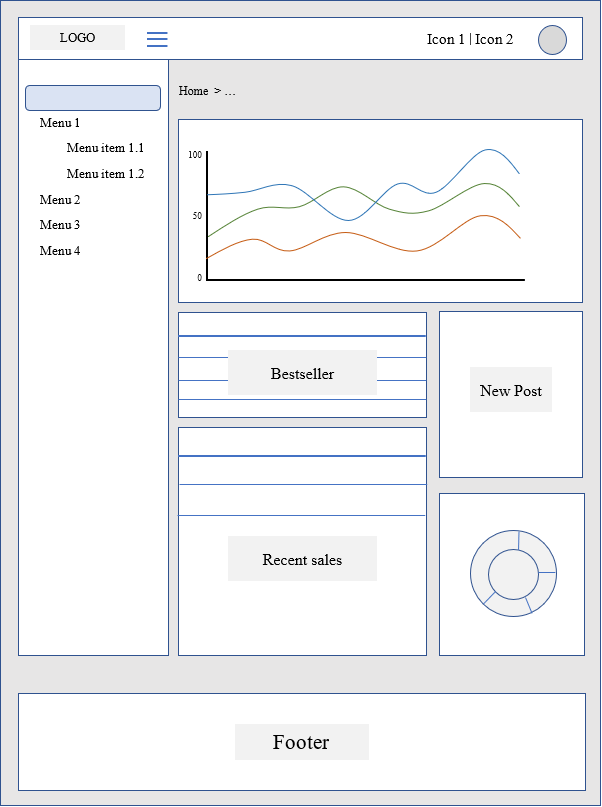 LOGO
Icon 1 | Icon 2
Home > ...
Menu 1
Menu item 1.1
Menu item 1.2
Menu 2
Menu 3
Menu 4
100
50
0
Bestseller
New Post
Recent sales
Footer